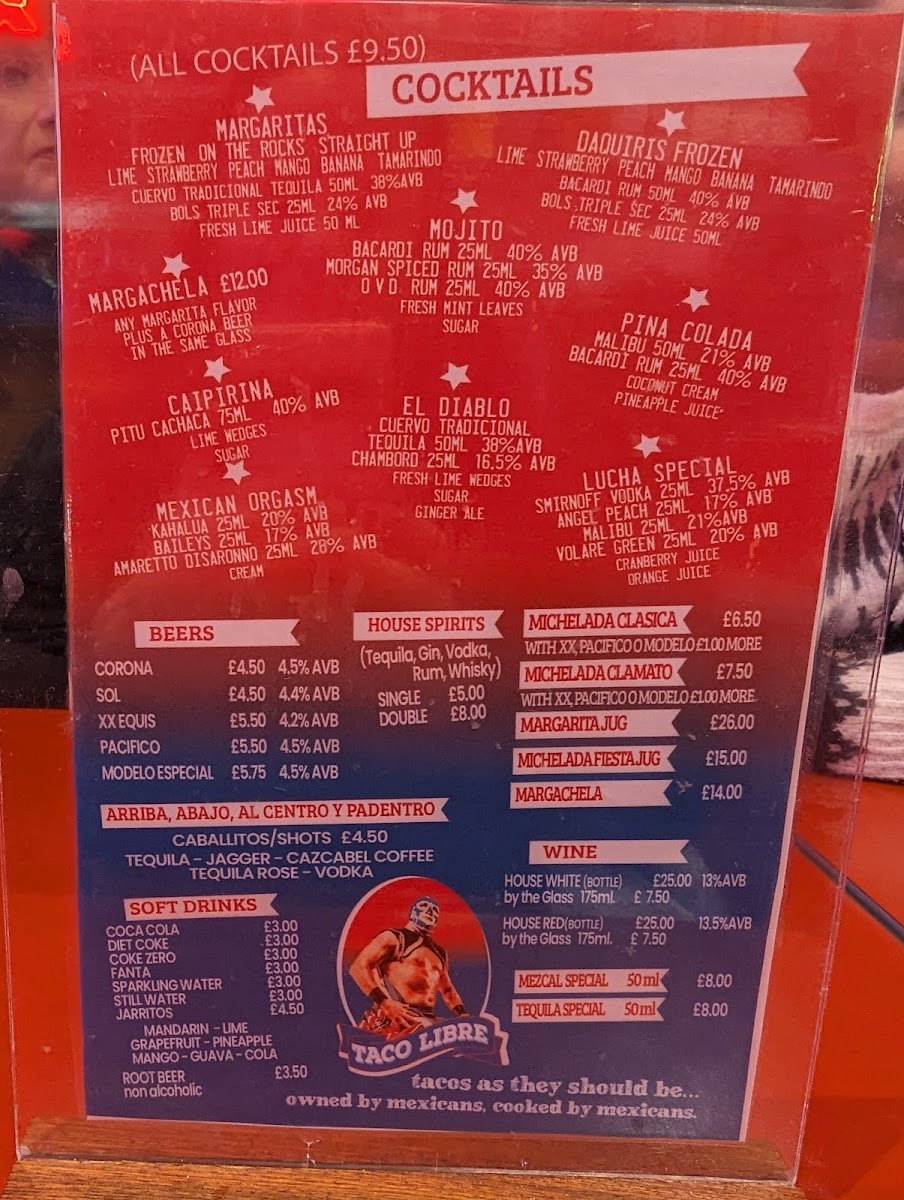 (ALL COCKTAILS £9.50)
COCKTAILS
MARGARITAS
FROZEN ON THE ROCKS STRAIGHT UP
LIME STRAWBERRY PEACH MANGO BANANA TAMARINDO
CUERVO TRADICIONAL TEQUILA 50ML 38%AVB
BOLS TRIPLE SEC 25ML 24% AVB
FRESH LIME JUICE 50 ML
DAQUIRIS FROZEN
LIME STRAWBERRY PEACH MANGO BANANA TAMARINDO
BACARDI RUM 50ML 40% AVB
BOLS.TRIPLE SEC 25ML 24% AVB
FRESH LIME JUICE 50ML
MOJITO
BACARDI RUM 25ML 40% AVB
MORGAN SPICED RUM 25ML 35% AVB
O V D RUM 25ML 40% AVB
FRESH MINT LEAVES
SUGAR
MARGACHELA £12.00
ANY MARGARITA FLAVOR
PLUS A CORONA BEER
IN THE SAME GLASS
PINA COLADA
MALIBU 50ML 21% AVB
BACARDI RUM 25ML 40% AVB
COCONUT CREAM
PINEAPPLE JUICE
CAIPIRINA
PITU CACHACA 75ML 40% AVB
LIME WEDGES
SUGAR
EL DIABLO
CUERVO TRADICIONAL
TEQUILA 50ML 38%AVB
CHAMBORD 25ML 16.5% AVB
FRESH LIME WEDGES
SUGAR
GINGER ALE
LUCHA SPECIAL
SMIRNOFF VODKA 25ML 37,5% AVB
ANGEL PEACH 25ML 17% AVB
MALIBU 25ML 21%AVB
VOLARE GREEN 25ML 20% AVB
CRANBERRY JUICE
ORANGE JUICE
MEXICAN ORGASM
KAHALUA 25ML 20% AVB
BAILEYS 25ML 17% AVB
AMARETTO DISARONNO 25ML 28% AVB
CREAM
BEERS
CORONA £4.50 4.5% AVB
SOL £4.50 4.4% AVB
XX EQUIS £5.50 4.2% AVB
PACIFICO £5.50 4.5% AVB
MODELO ESPECIAL £5.75 4.5% AVB
HOUSE SPIRITS
(Tequila, Gin, Vodka,
Rum, Whisky)
SINGLE £5.00
DOUBLE £8.00
MICHELADA CLASICA £6.50
WITH XX, PACIFICO O MODELO £1.00 MORE
MICHELADA CLAMATO £7.50
WITH XX, PACIFICO O MODELO £1.00 MORE
MARGARITA JUG £26.00
MICHELADA FIESTA JUG £15.00
MARGACHELA £14.00
ARRIBA, ABAJO, AL CENTRO Y PADENTRO
CABALLITOS/SHOTS £4.50
TEQUILA - JAGGER - CAZCABEL COFFEE
TEQUILA ROSE - VODKA
WINE
HOUSE WHITE (BOTTLE) £25.00 13%AVB
by the Glass 175ml. £ 7.50
HOUSE RED(BOTTLE) £25.00 13.5%AVB
by the Glass 175ml. £ 7.50
SOFT DRINKS
COCA COLA £3.00
DIET COKE £3.00
COKE ZERO £3.00
FANTA £3.00
SPARKLING WATER £3.00
STILL WATER £3.00
JARRITOS £4.50
MANDARIN - LIME
GRAPEFRUIT - PINEAPPLE
MANGO - GUAVA - COLA
ROOT BEER £3.50
non alcoholic
MEZCAL SPECIAL 50 ml £8.00
TEQUILA SPECIAL 50 ml £8.00
TACO LIBRE
tacos as they should be...
owned by mexicans, cooked by mexicans.